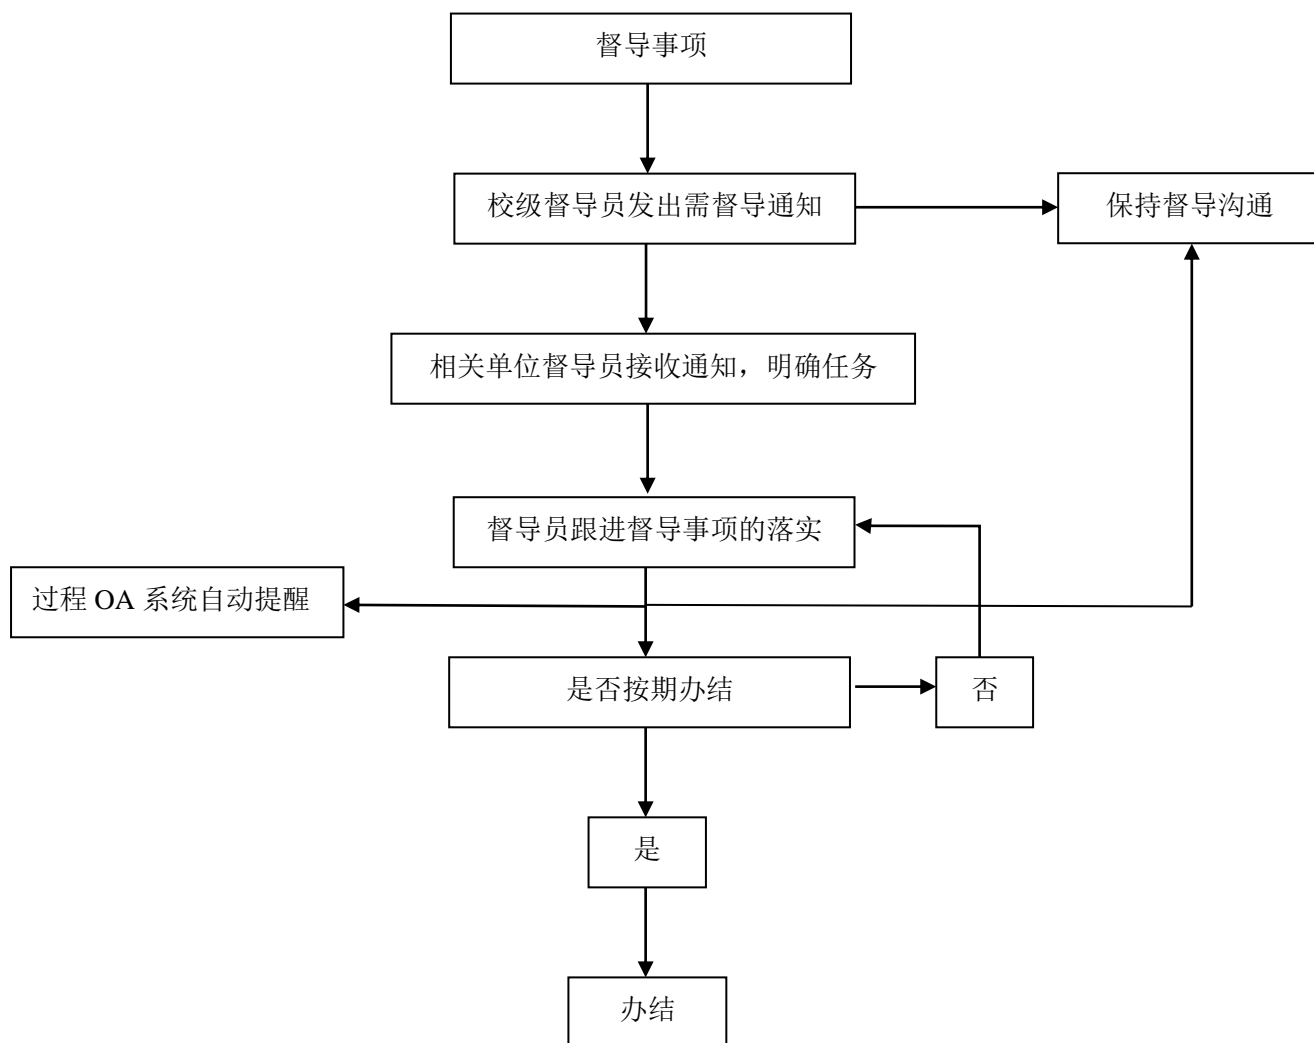 督导事项
校级督导员发出需督导通知
保持督导沟通
相关单位督导员接收通知，明确任务
督导员跟进督导事项的落实
过程 OA 系统自动提醒
是否按期办结
否
是
办结